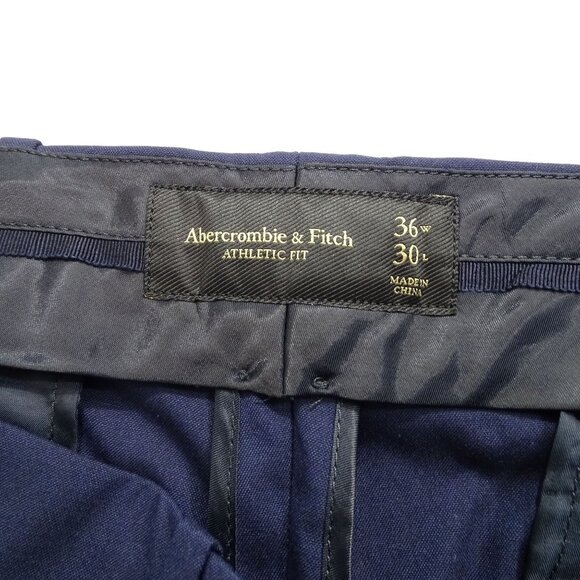 Abercrombie & Fitch
ATHLETIC FIT
36W
30L
MADE IN
CHINA